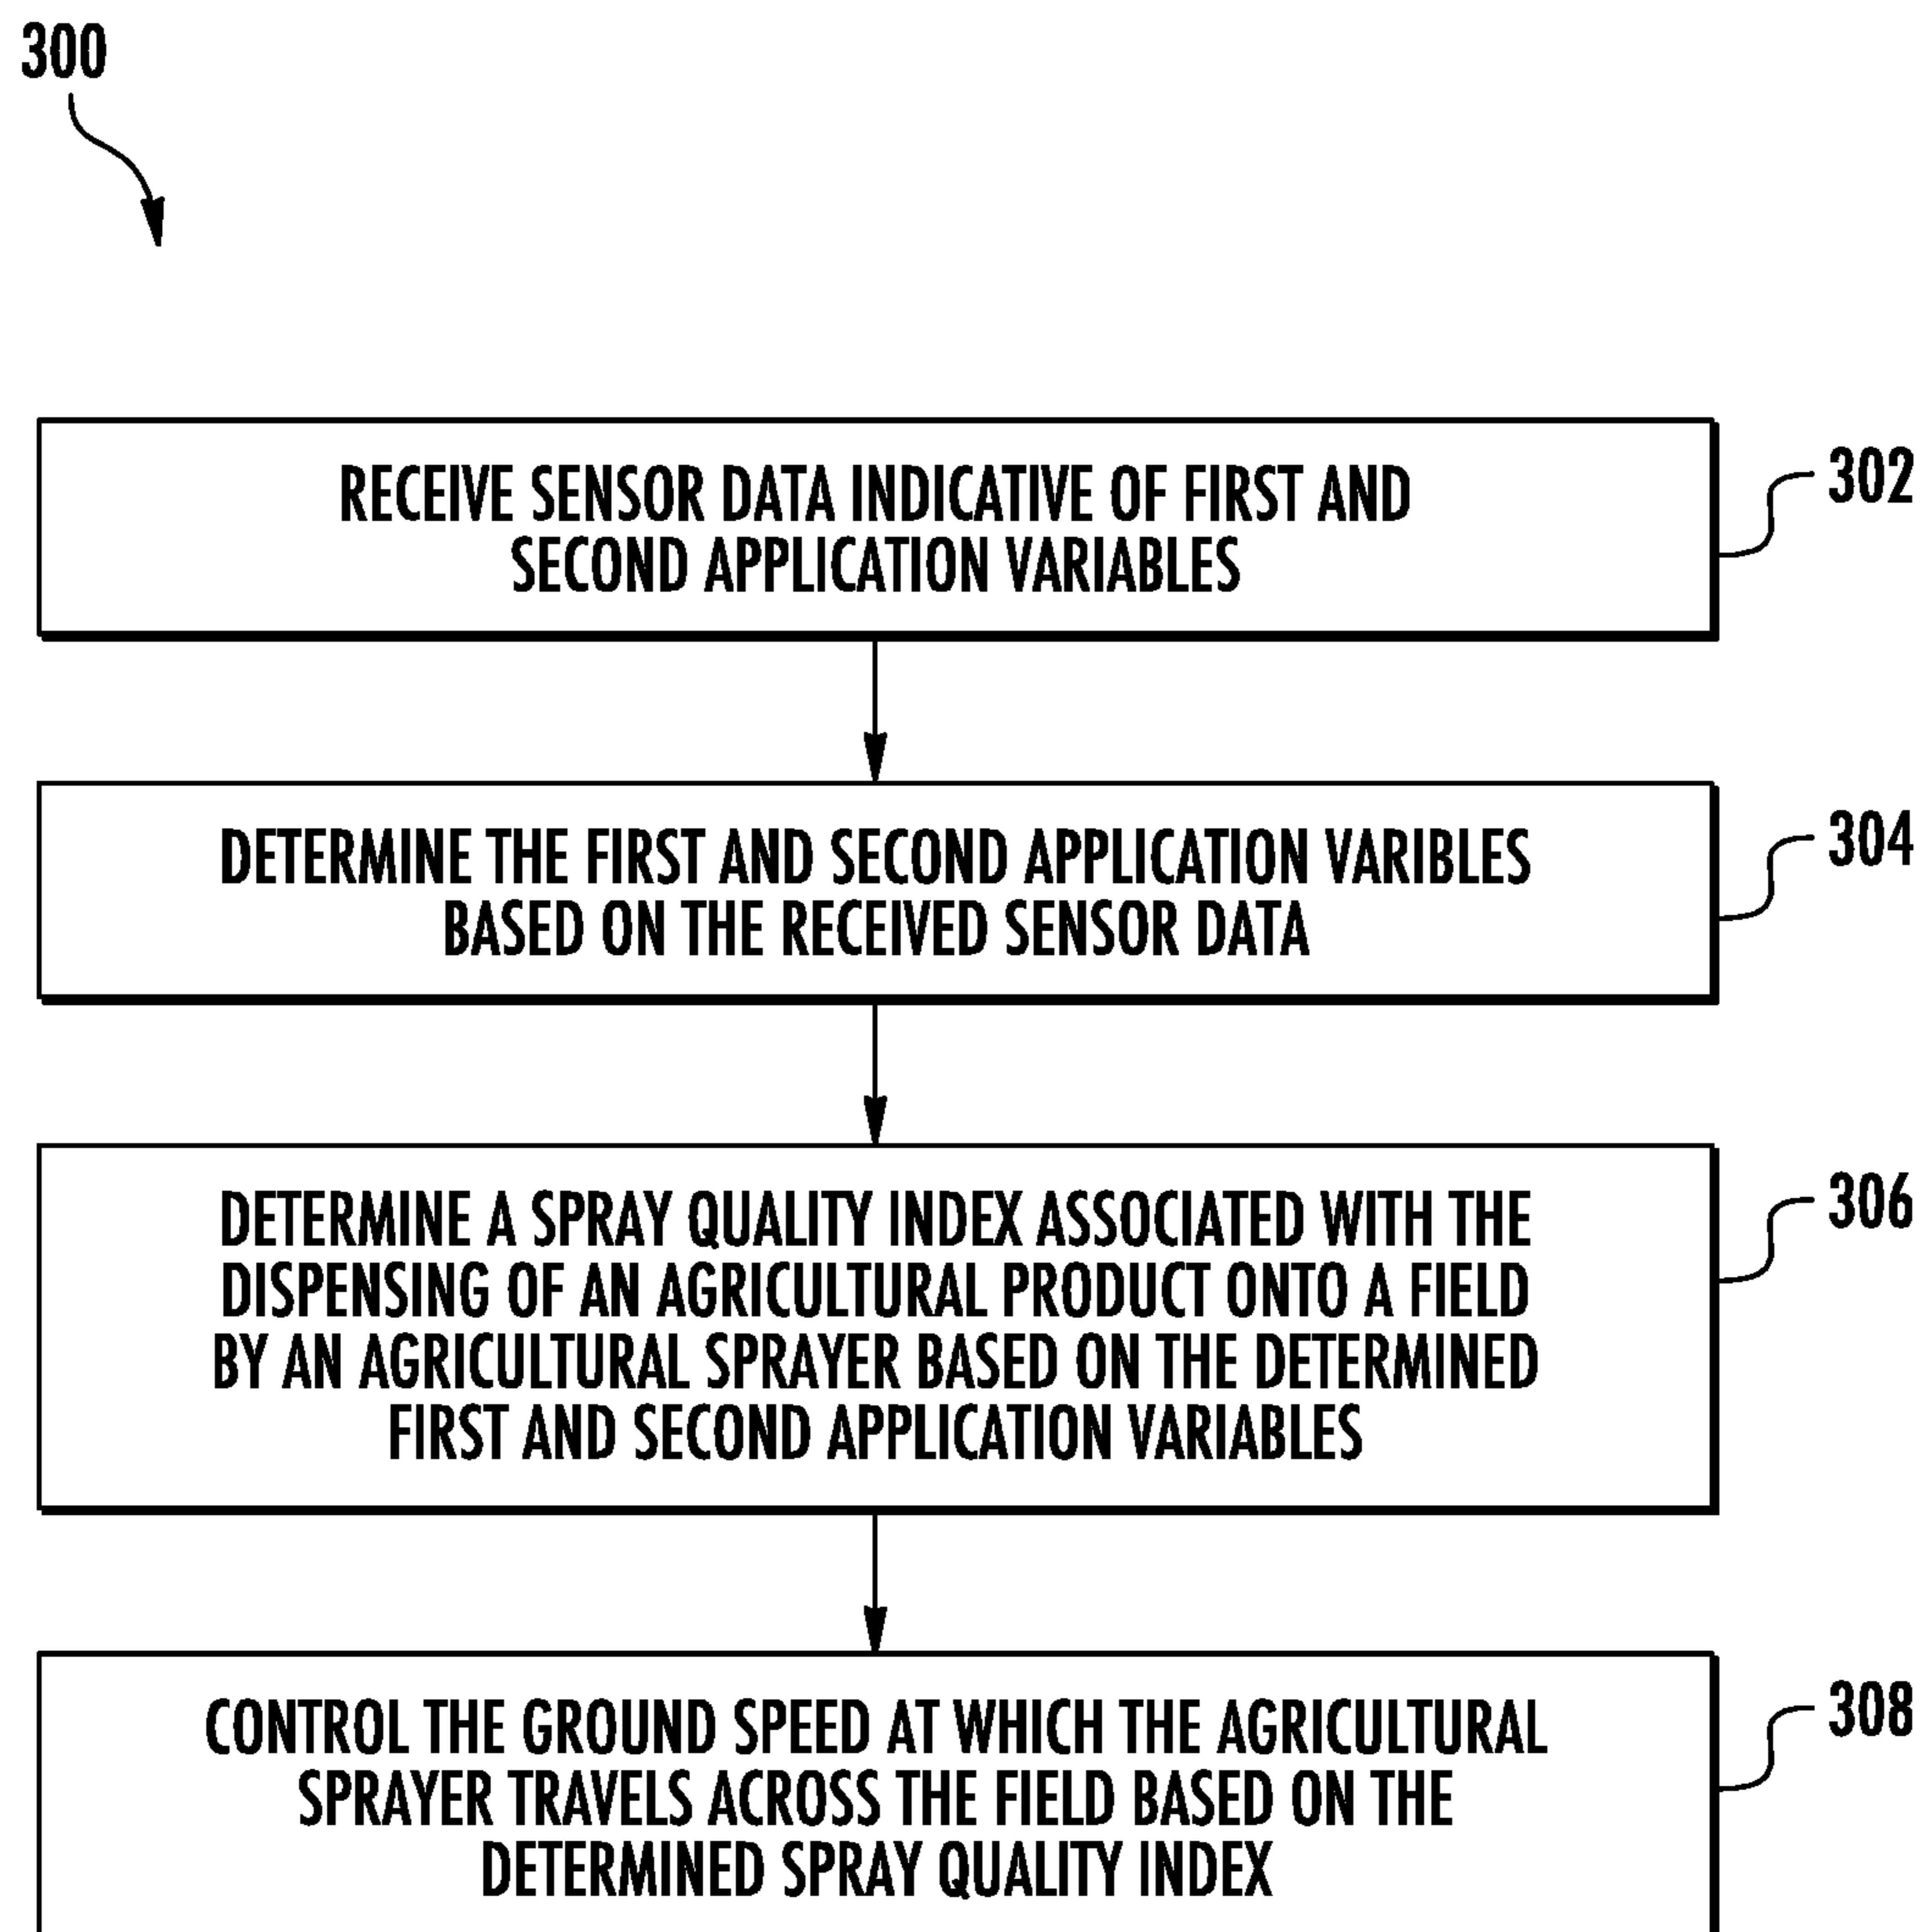 300
RECEIVE SENSOR DATA INDICATIVE OF FIRST AND
SECOND APPLICATION VARIABLES
302
DETERMINE THE FIRST AND SECOND APPLICATION VARIBLES
BASED ON THE RECEIVED SENSOR DATA
304
DETERMINE A SPRAY QUALITY INDEX ASSOCIATED WITH THE
DISPENSING OF AN AGRICULTURAL PRODUCT ONTO A FIELD
BY AN AGRICULTURAL SPRAYER BASED ON THE DETERMINED
FIRST AND SECOND APPLICATION VARIABLES
306
CONTROL THE GROUND SPEED AT WHICH THE AGRICULTURAL
SPRAYER TRAVELS ACROSS THE FIELD BASED ON THE
DETERMINED SPRAY QUALITY INDEX
308